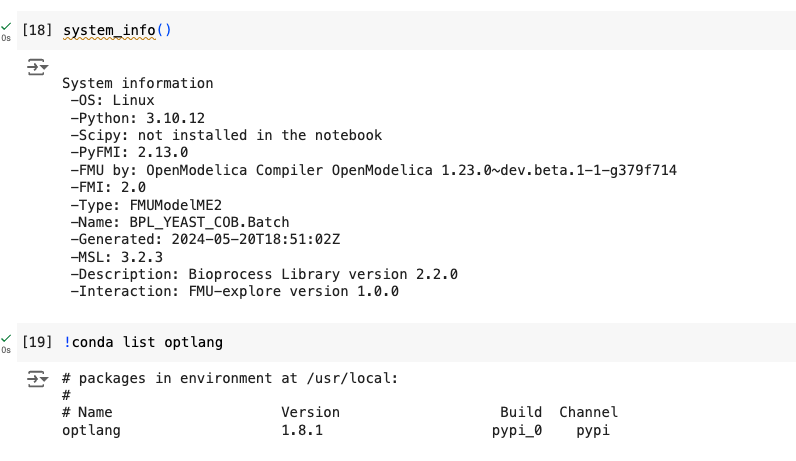 [18] system_info()
0s
System information
-OS: Linux
-Python: 3.10.12
-Scipy: not installed in the notebook
-PyFMI: 2.13.0
-FMU by: OpenModelica Compiler OpenModelica 1.23.0~dev.beta.1-1-g379f714
-FMI: 2.0
-Type: FMUModelME2
-Name: BPL_YEAST_COB.Batch
-Generated: 2024-05-20T18:51:02Z
-MSL: 3.2.3
-Description: Bioprocess Library version 2.2.0
-Interaction: FMU-explore version 1.0.0
[19] !conda list optlang
0s
# packages in environment at /usr/local:
#
# Name Version Build Channel
optlang 1.8.1 pypi_0 pypi